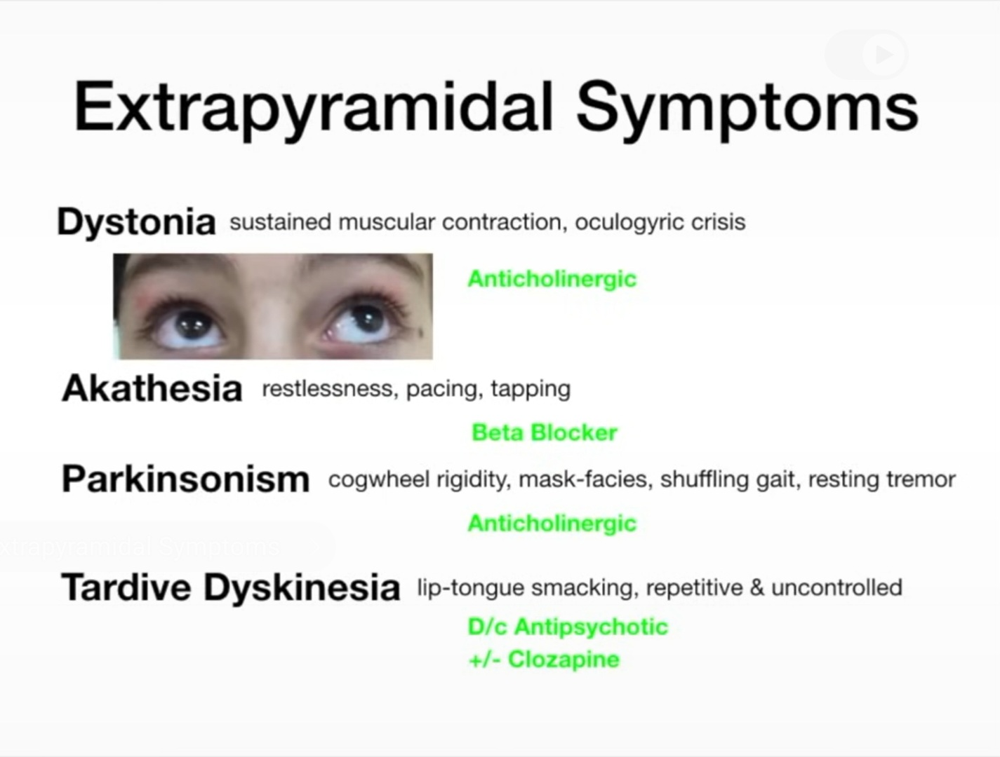 Extrapyramidal Symptoms
Dystonia sustained muscular contraction, oculogyric crisis
Anticholinergic
Akathesia restlessness, pacing, tapping
Beta Blocker
Parkinsonism cogwheel rigidity, mask-facies, shuffling gait, resting tremor
Anticholinergic
xtrapyramidal Symptoms
Tardive Dyskinesia lip-tongue smacking, repetitive & uncontrolled
D/c Antipsychotic
+/- Clozapine